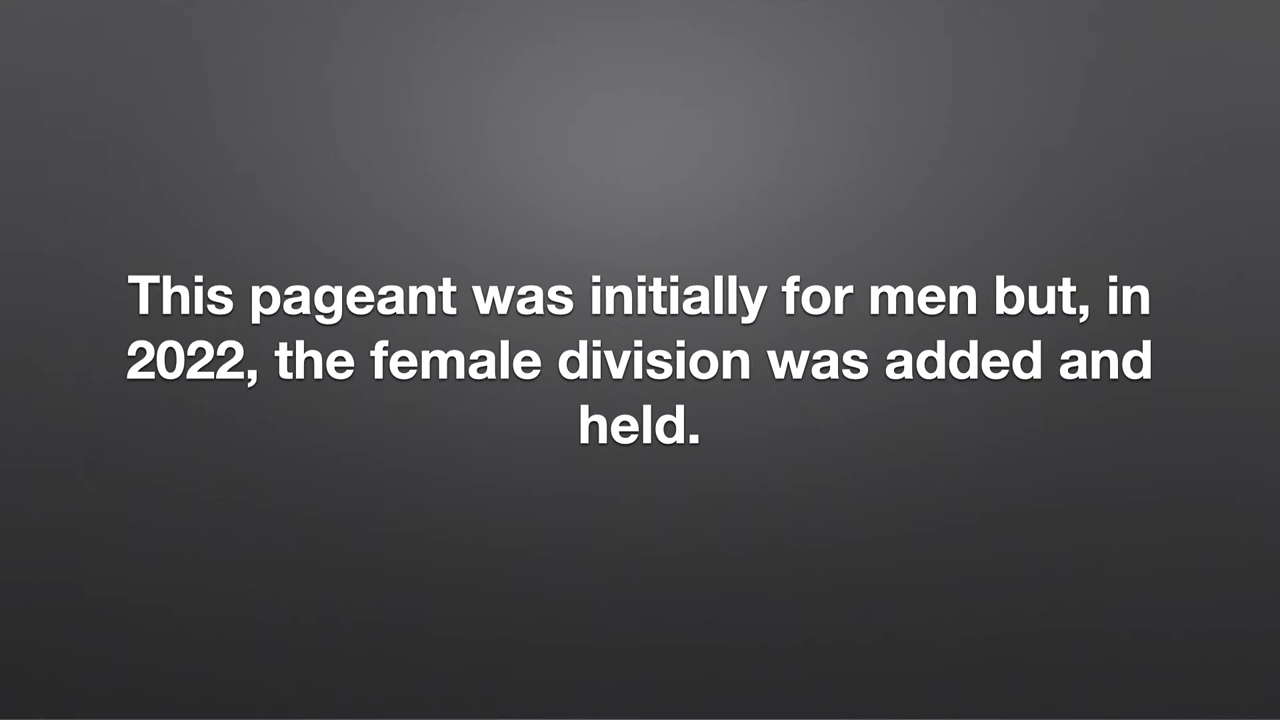 This pageant was initially for men but, in
2022, the female division was added and
held.